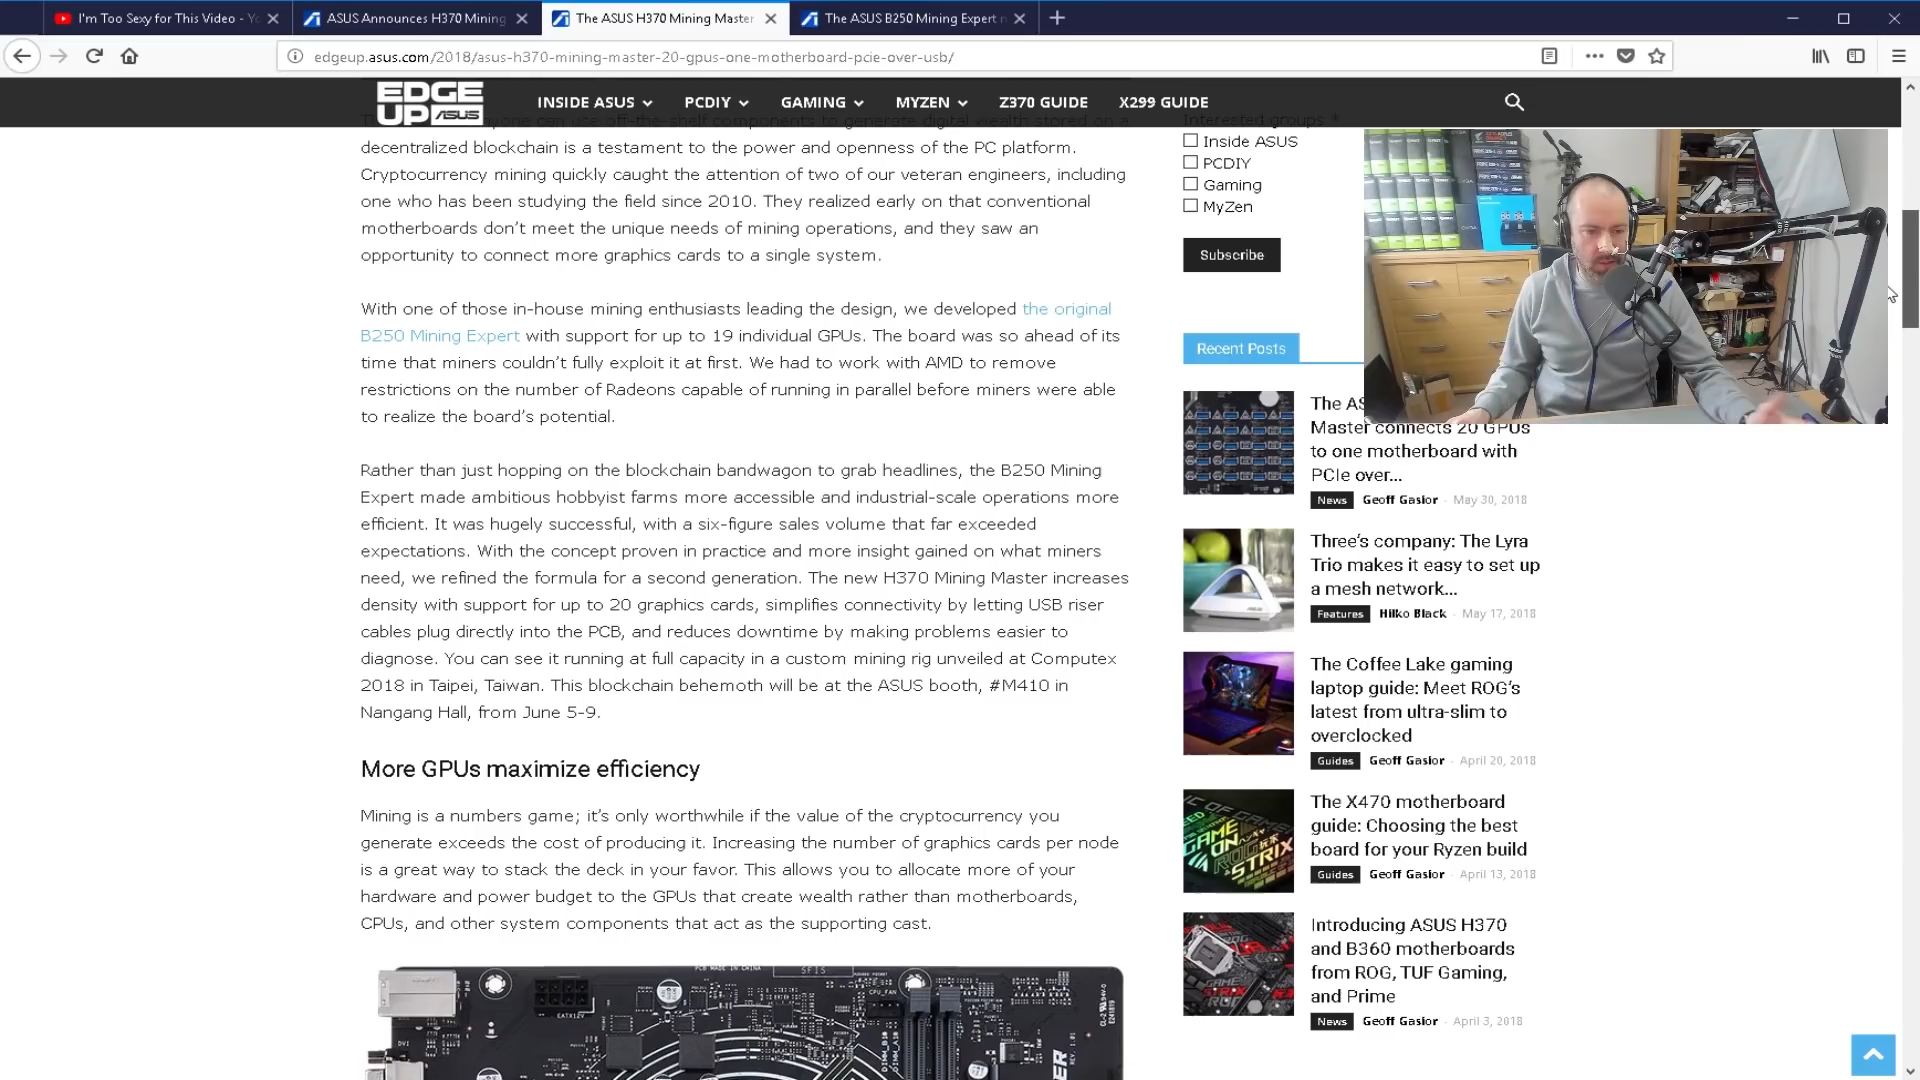 I'm Too Sexy for This Video - Yo
ASUS Announces H370 Mining
The ASUS H370 Mining Master
The ASUS B250 Mining Expert
edgeup.asus.com/2018/asus-h370-mining-master-20-gpus-one-motherboard-pcie-over-usb/
EDGE
UP ASUS
INSIDE ASUS
PCDIY
GAMING
MYZEN
Z370 GUIDE
X299 GUIDE
anyone can use off-the-shelf components to generate digital wealth stored on a
decentralized blockchain is a testament to the power and openness of the PC platform.
Cryptocurrency mining quickly caught the attention of two of our veteran engineers, including
one who has been studying the field since 2010. They realized early on that conventional
motherboards don't meet the unique needs of mining operations, and they saw an
opportunity to connect more graphics cards to a single system.
With one of those in-house mining enthusiasts leading the design, we developed the original
B250 Mining Expert with support for up to 19 individual GPUs. The board was so ahead of its
time that miners couldn't fully exploit it at first. We had to work with AMD to remove
restrictions on the number of Radeons capable of running in parallel before miners were able
to realize the board's potential.
Rather than just hopping on the blockchain bandwagon to grab headlines, the B250 Mining
Expert made ambitious hobbyist farms more accessible and industrial-scale operations more
efficient. It was hugely successful, with a six-figure sales volume that far exceeded
expectations. With the concept proven in practice and more insight gained on what miners
need, we refined the formula for a second generation. The new H370 Mining Master increases
density with support for up to 20 graphics cards, simplifies connectivity by letting USB riser
cables plug directly into the PCB, and reduces downtime by making problems easier to
diagnose. You can see it running at full capacity in a custom mining rig unveiled at Computex
2018 in Taipei, Taiwan. This blockchain behemoth will be at the ASUS booth, #M410 in
Nangang Hall, from June 5-9.
More GPUs maximize efficiency
Mining is a numbers game; it's only worthwhile if the value of the cryptocurrency you
generate exceeds the cost of producing it. Increasing the number of graphics cards per node
is a great way to stack the deck in your favor. This allows you to allocate more of your
hardware and power budget to the GPUs that create wealth rather than motherboards,
CPUs, and other system components that act as the supporting cast.
PCB MADE IN CHINA
SFIS
CPU_FAN
EATX12V
DVI
DIMM_B1
DIMM_A1
REV. 1.01
Interested groups *
Inside ASUS
PCDIY
Gaming
MyZen
Subscribe
Recent Posts
The AS
Master connects 20 GPUs
to one motherboard with
PCIe over...
News Geoff Gasior - May 30, 2018
Three's company: The Lyra
Trio makes it easy to set up
a mesh network...
Features Hilko Black - May 17, 2018
The Coffee Lake gaming
laptop guide: Meet ROG's
latest from ultra-slim to
overclocked
Guides Geoff Gasior - April 20, 2018
GAME
ON
STRIX
The X470 motherboard
guide: Choosing the best
board for your Ryzen build
Guides Geoff Gasior - April 13, 2018
Introducing ASUS H370
and B360 motherboards
from ROG, TUF Gaming,
and Prime
News Geoff Gasior - April 3, 2018